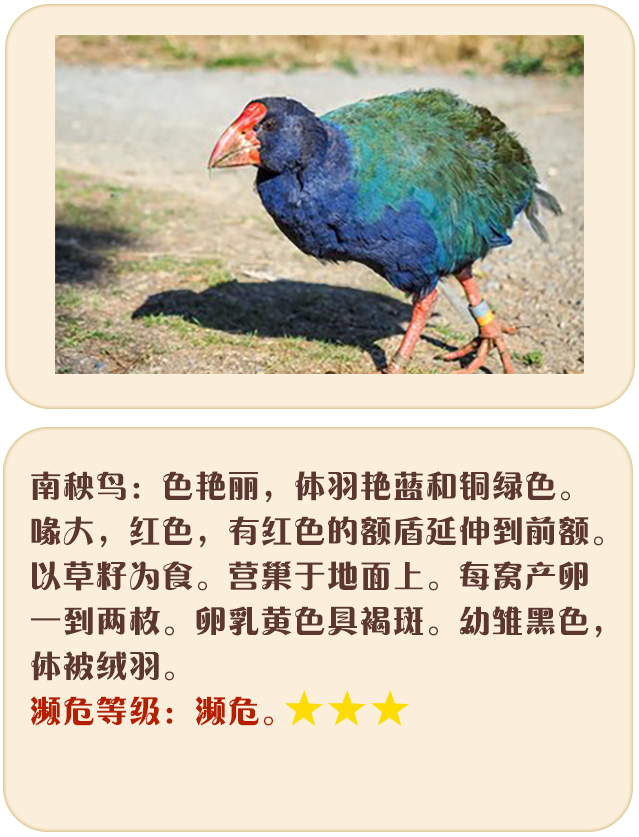 南秧鸟：色艳丽，体羽艳蓝和铜绿色。
喙大，红色，有红色的额盾延伸到前额。
以草籽为食。营巢于地面上。每窝产卵
一到两枚。卵乳黄色具褐斑。幼雏黑色，
体被绒羽。
濒危等级：濒危。★★★